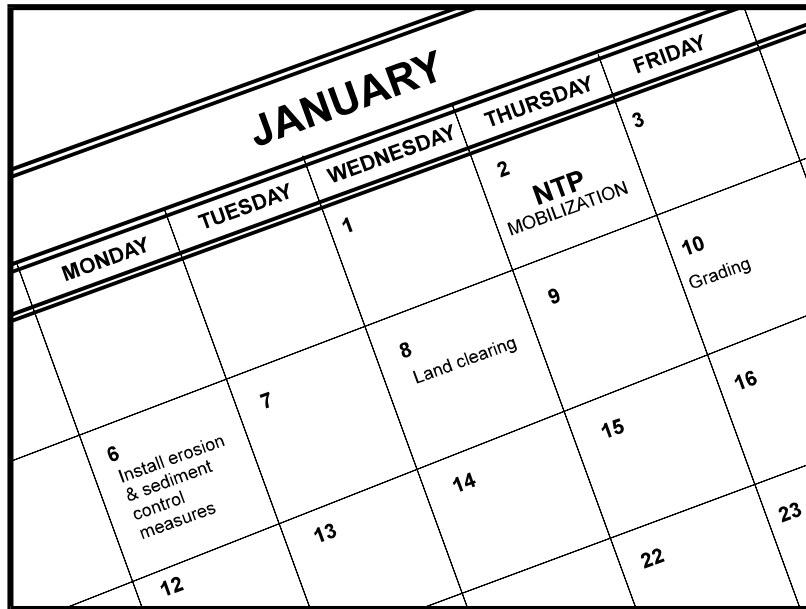 JANUARY
MONDAY
TUESDAY
WEDNESDAY
THURSDAY
FRIDAY
1
2
NTP
MOBILIZATION
3
6
Install erosion
& sediment
control
measures
7
8
Land clearing
9
10
Grading
12
13
14
15
16
22
23